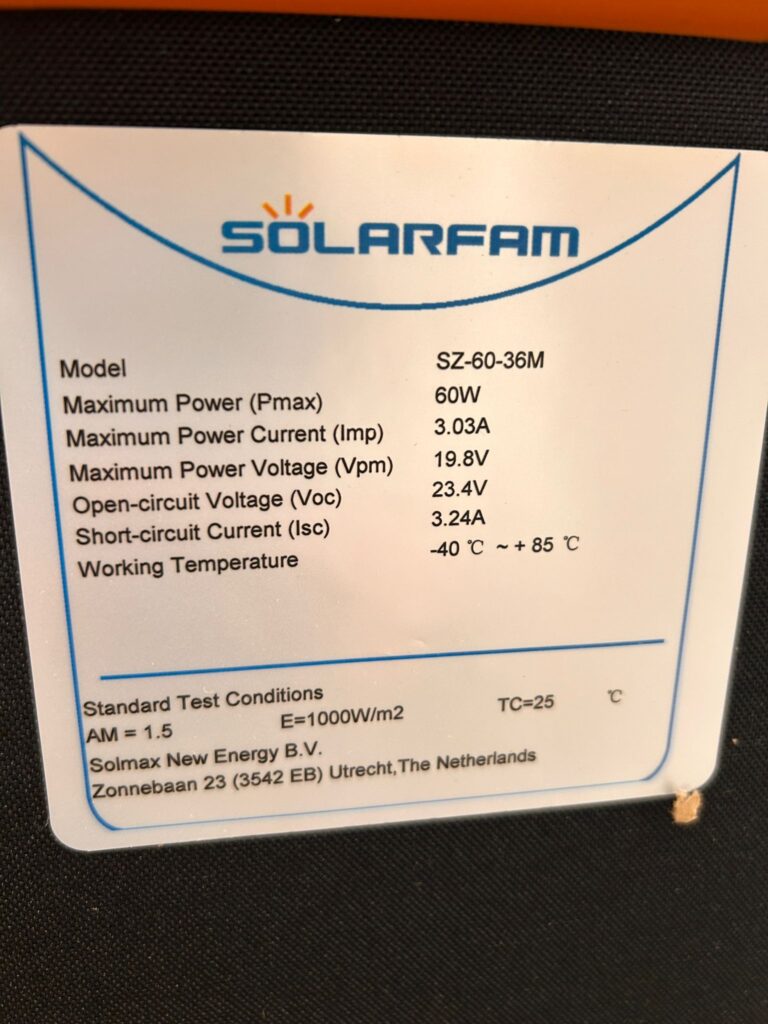 SOLARFAM
Model SZ-60-36M
Maximum Power (Pmax) 60W
Maximum Power Current (Imp) 3.03A
Maximum Power Voltage (Vpm) 19.8V
Open-circuit Voltage (Voc) 23.4V
Short-circuit Current (Isc) 3.24A
Working Temperature -40 ℃ ~ + 85 ℃
Standard Test Conditions
AM = 1.5 E=1000W/m2 TC=25 ℃
Solmax New Energy B.V.
Zonnebaan 23 (3542 EB) Utrecht,The Netherlands